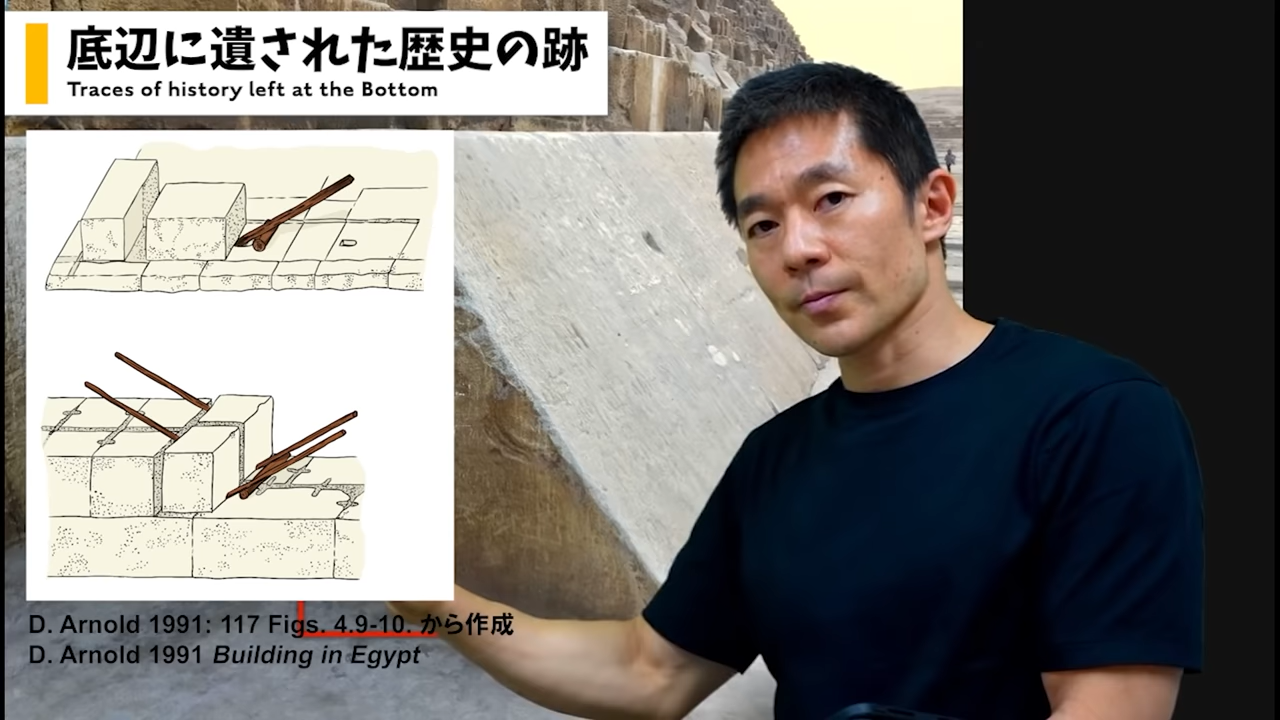 底辺に遺された歴史の跡
Traces of history left at the Bottom
D. Arnold 1991: 117 Figs. 4.9-10. から作成
D. Arnold 1991 Building in Egypt